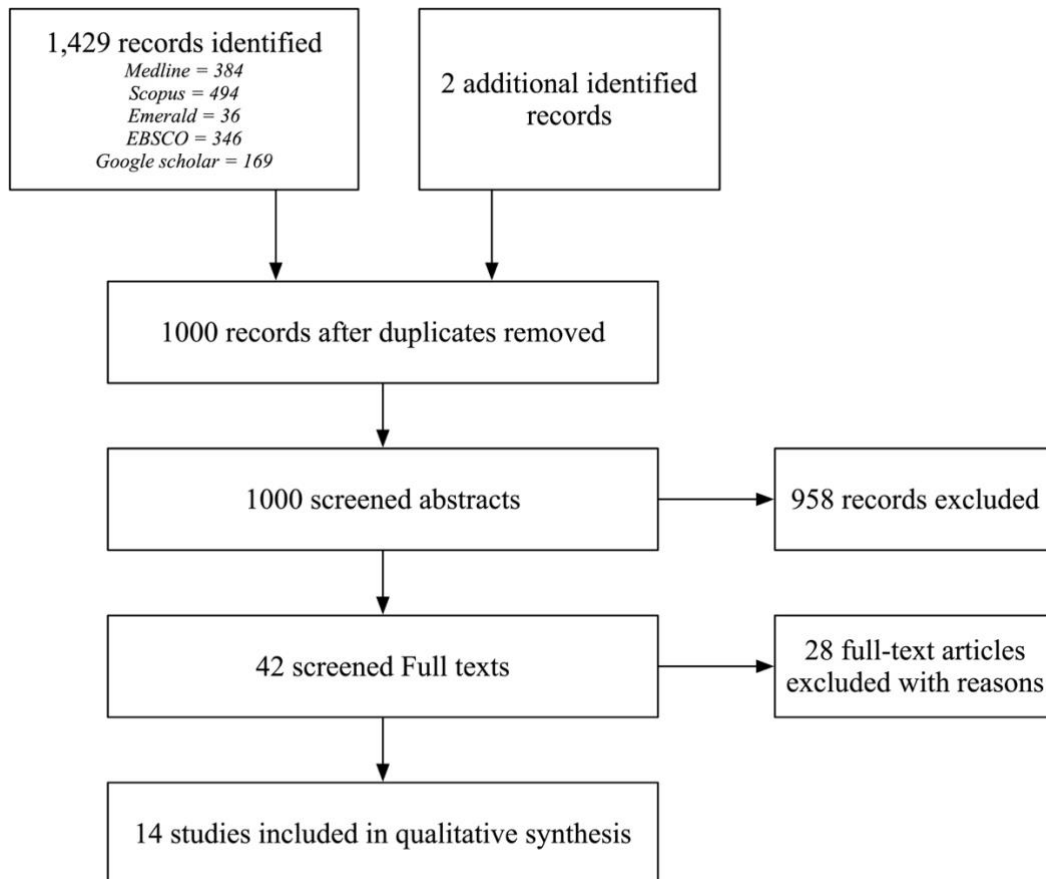 1,429 records identified
Medline = 384
Scopus = 494
Emerald = 36
EBSCO = 346
Google scholar = 169
2 additional identified
records
1000 records after duplicates removed
1000 screened abstracts
958 records excluded
42 screened Full texts
28 full-text articles
excluded with reasons
14 studies included in qualitative synthesis